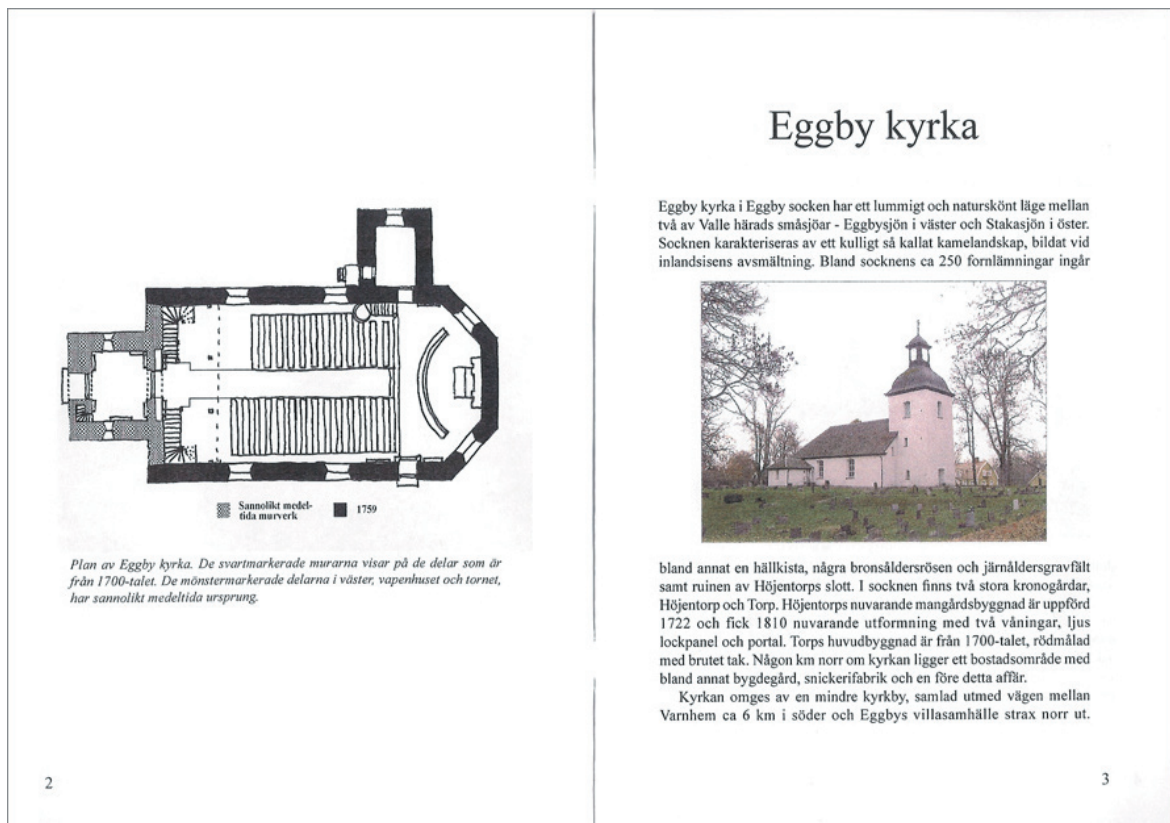 Sannolikt medel-
tida murverk
1759
Plan av Eggby kyrka. De svartmarkerade murarna visar på de delar som är
från 1700-talet. De mönstermarkerade delarna i väster, vapenhuset och tornet,
har sannolikt medeltida ursprung.
2
Eggby kyrka
Eggby kyrka i Eggby socken har ett lummigt och naturskönt läge mellan
två av Valle härads småsjöar - Eggbysjön i väster och Stakasjön i öster.
Socknen karakteriseras av ett kulligt så kallat kamelandskap, bildat vid
inlandsisens avsmältning. Bland socknens ca 250 fornlämningar ingår
bland annat en hällkista, några bronsåldersrösen och järnåldersgravfält
samt ruinen av Höjentorps slott. I socknen finns två stora kronogårdar,
Höjentorp och Torp. Höjentorps nuvarande mangårdsbyggnad är uppförd
1722 och fick 1810 nuvarande utformning med två våningar, ljus
lockpanel och portal. Torps huvudbyggnad är från 1700-talet, rödmålad
med brutet tak. Någon km norr om kyrkan ligger ett bostadsområde med
bland annat bygdegård, snickerifabrik och en före detta affär.
Kyrkan omges av en mindre kyrkby, samlad utmed vägen mellan
Varnhem ca 6 km i söder och Eggbys villasamhälle strax norr ut.
3